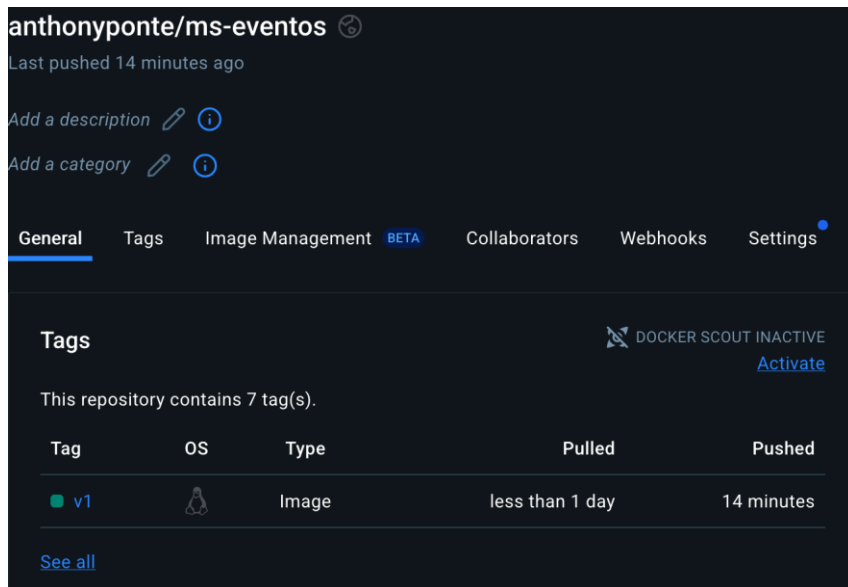 anthonyponte/ms-eventos
Last pushed 14 minutes ago
Add a description
Add a category
General Tags Image Management BETA Collaborators Webhooks Settings
Tags DOCKER SCOUT INACTIVE
Activate
This repository contains 7 tag(s).
Tag OS Type Pulled Pushed
v1 Image less than 1 day 14 minutes
See all